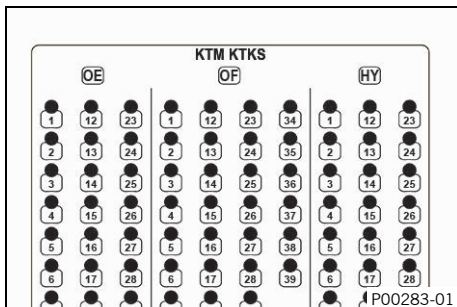 KTM KTKS
OE OF HY
1 12 23 1 12 23 34 1 12 23
2 13 24 2 13 24 35 2 13 24
3 14 25 3 14 25 36 3 14 25
4 15 26 4 15 26 37 4 15 26
5 16 27 5 16 27 38 5 16 27
6 17 28 6 17 28 39 6 17 28
P00283-01